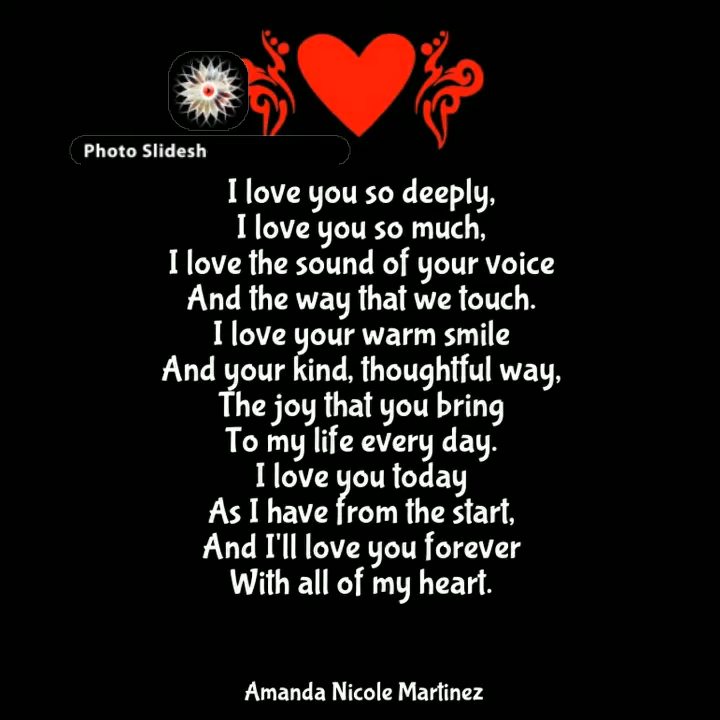 Photo Slidesh
I love you so deeply,
I love you so much,
I love the sound of your voice
And the way that we touch.
I love your warm smile
And your kind, thoughtful way,
The joy that you bring
To my life every day.
I love you today
As I have from the start,
And I'll love you forever
With all of my heart.
Amanda Nicole Martinez